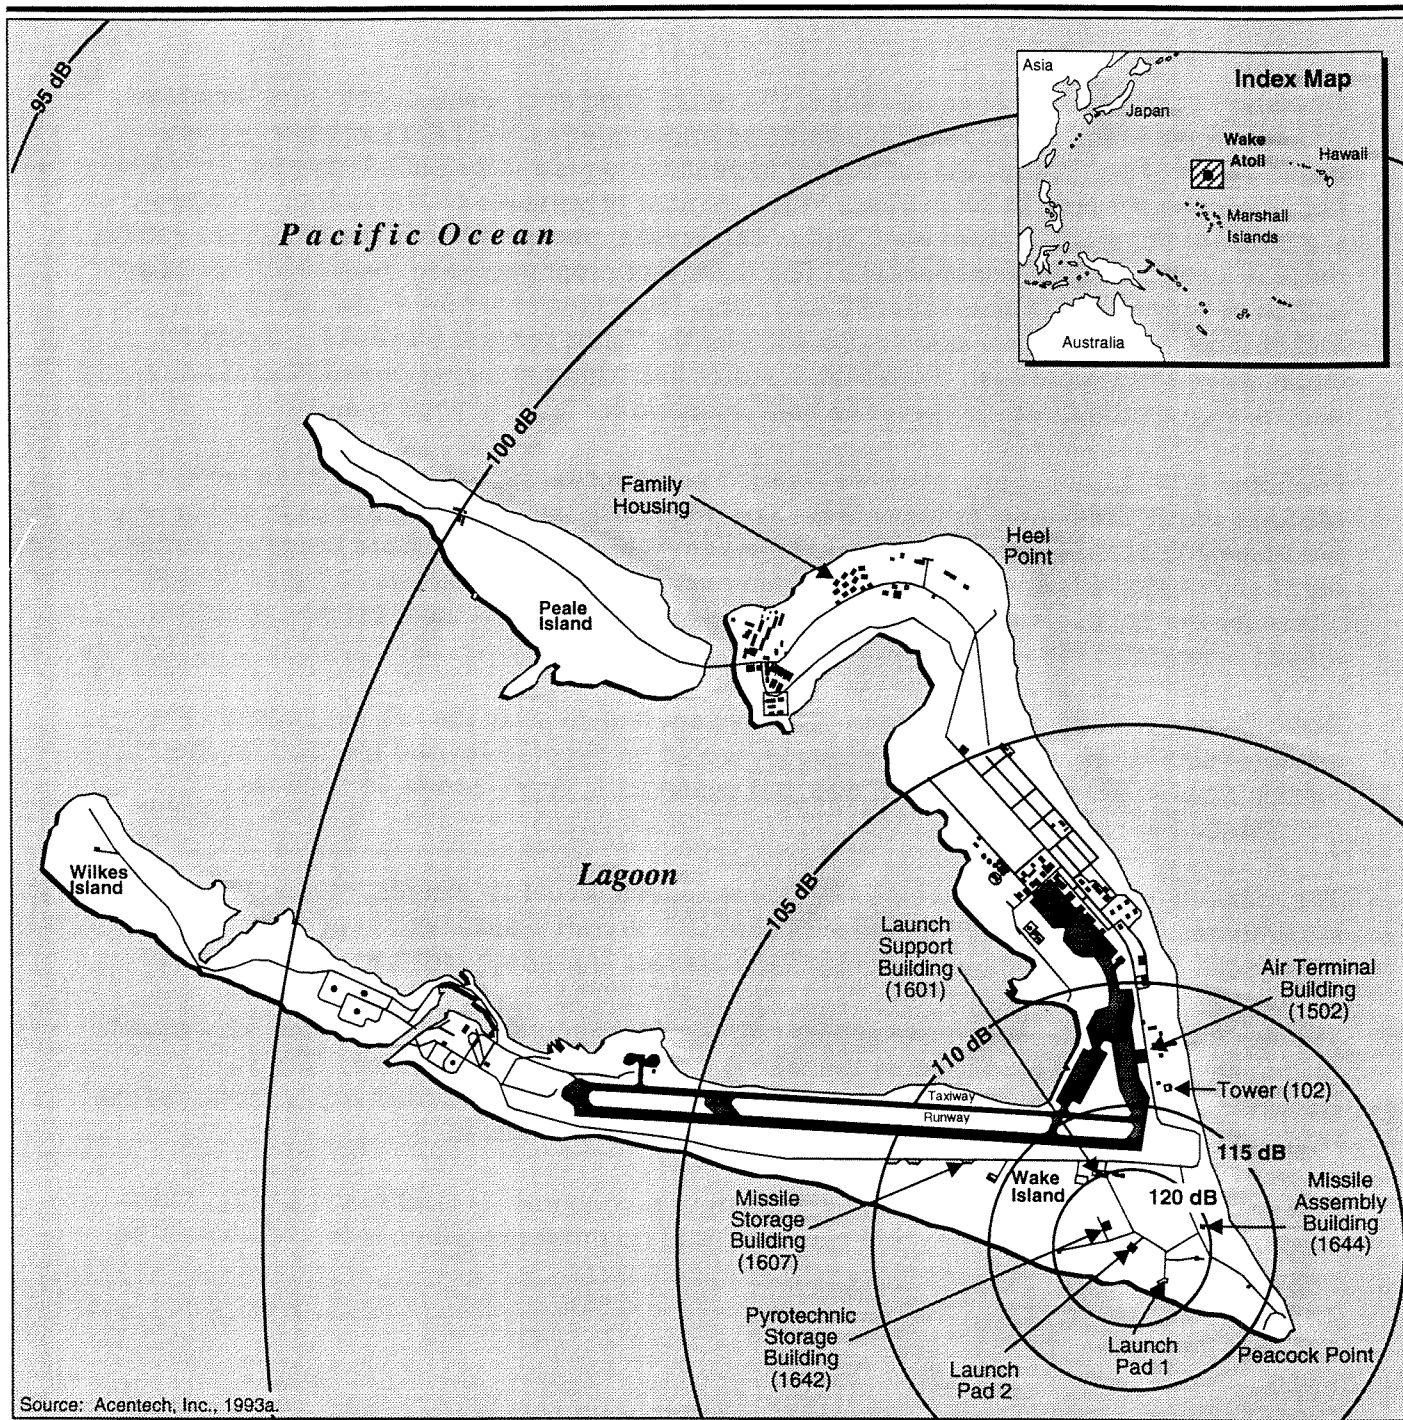 95 dB
Asia
Index Map
Japan
Wake
Atoll
Hawaii
Marshall
Islands
Australia
Pacific Ocean
100 dB
Family
Housing
Heel
Point
Peale
Island
Wilkes
Island
Lagoon
105 dB
Launch
Support
Building
(1601)
Air Terminal
Building
(1502)
110 dB
Tower (102)
Taxiway
Runway
115 dB
Wake
Island
120 dB
Missile
Assembly
Building
(1644)
Missile
Storage
Building
(1607)
Pyrotechnic
Storage
Building
(1642)
Launch
Pad 2
Launch
Pad 1
Peacock Point
Source: Acentech, Inc., 1993a.